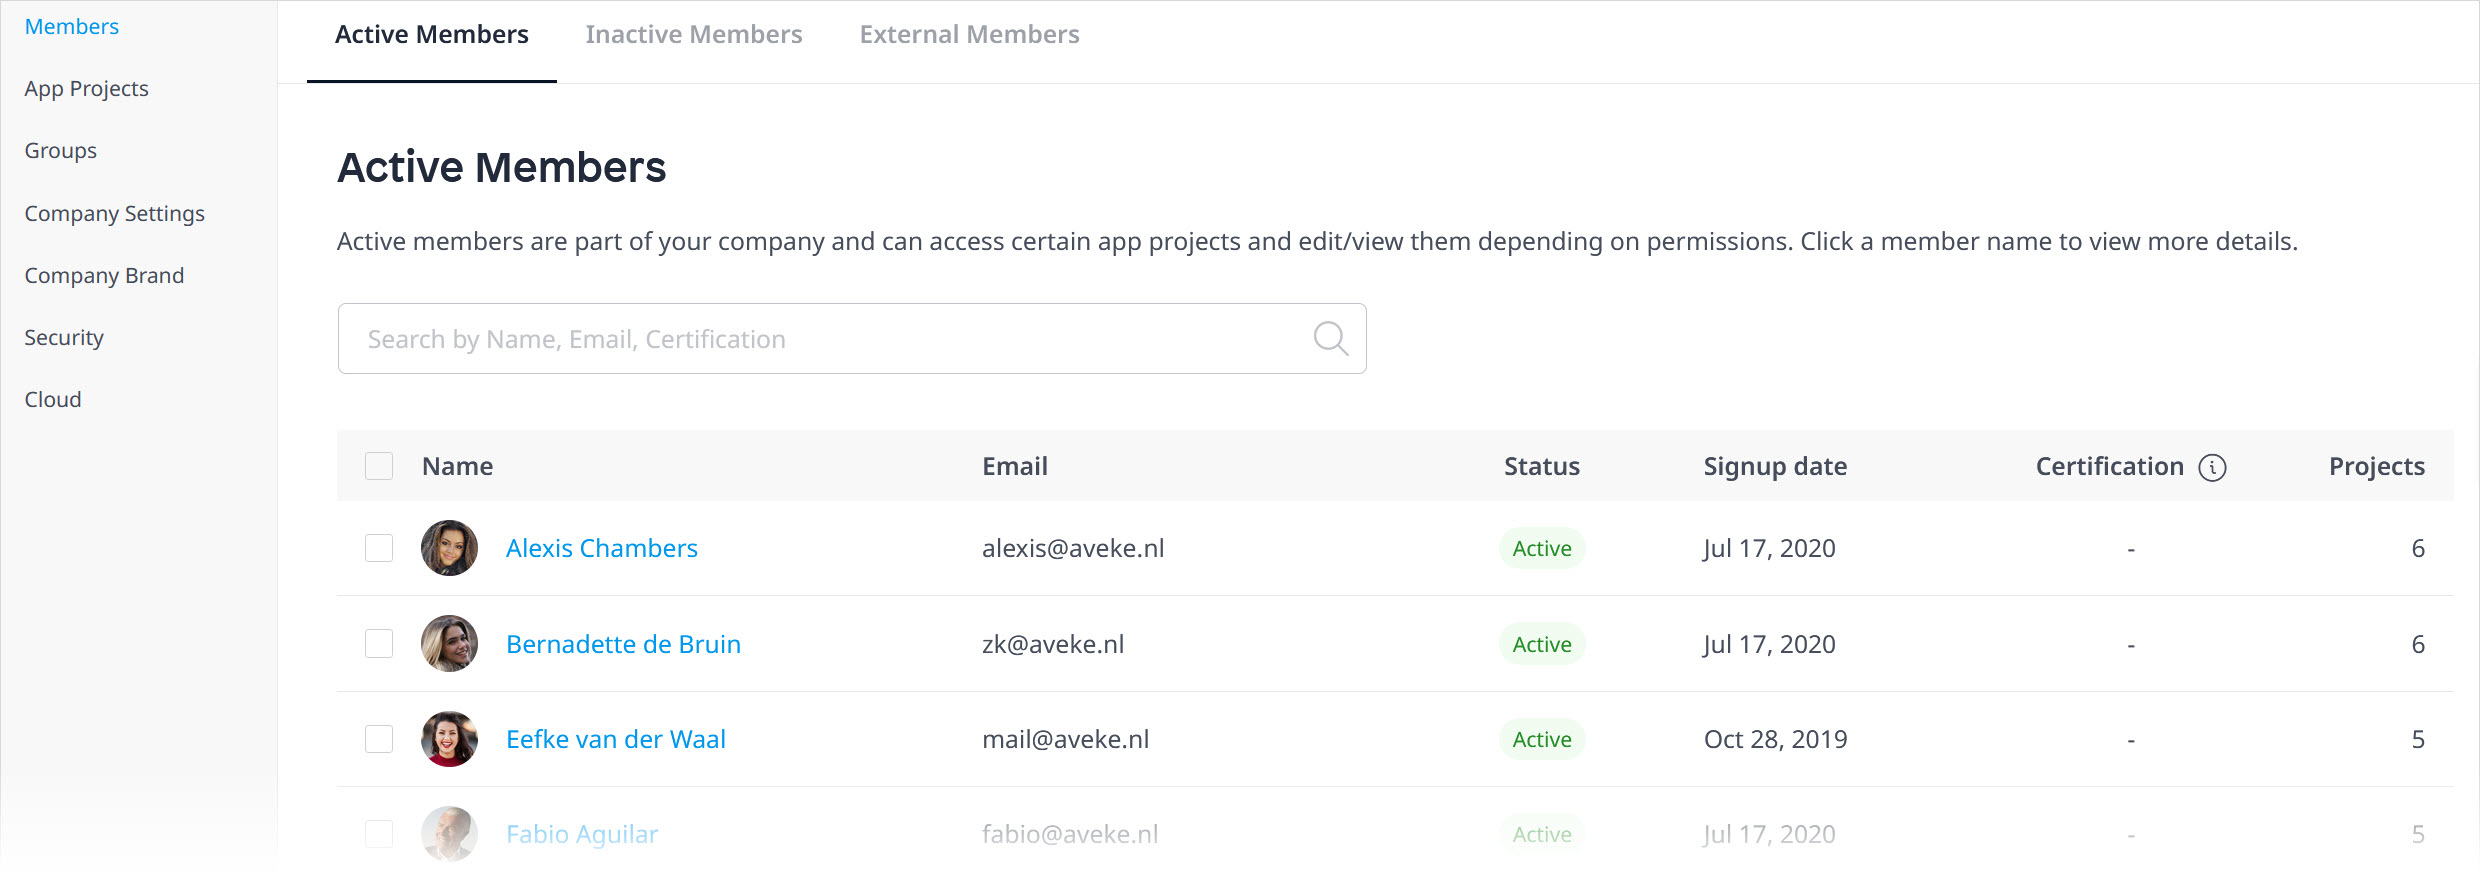 Members
App Projects
Groups
Company Settings
Company Brand
Security
Cloud
Active Members
Inactive Members
External Members
Active Members
Active members are part of your company and can access certain app projects and edit/view them depending on permissions. Click a member name to view more details.
Search by Name, Email, Certification
Name Email Status Signup date Certification i Projects
Alexis Chambers alexis@aveke.nl Active Jul 17, 2020 - 6
Bernadette de Bruin zk@aveke.nl Active Jul 17, 2020 - 6
Eefke van der Waal mail@aveke.nl Active Oct 28, 2019 - 5
Fabio Aguilar fabio@aveke.nl Active Jul 17, 2020 - 5